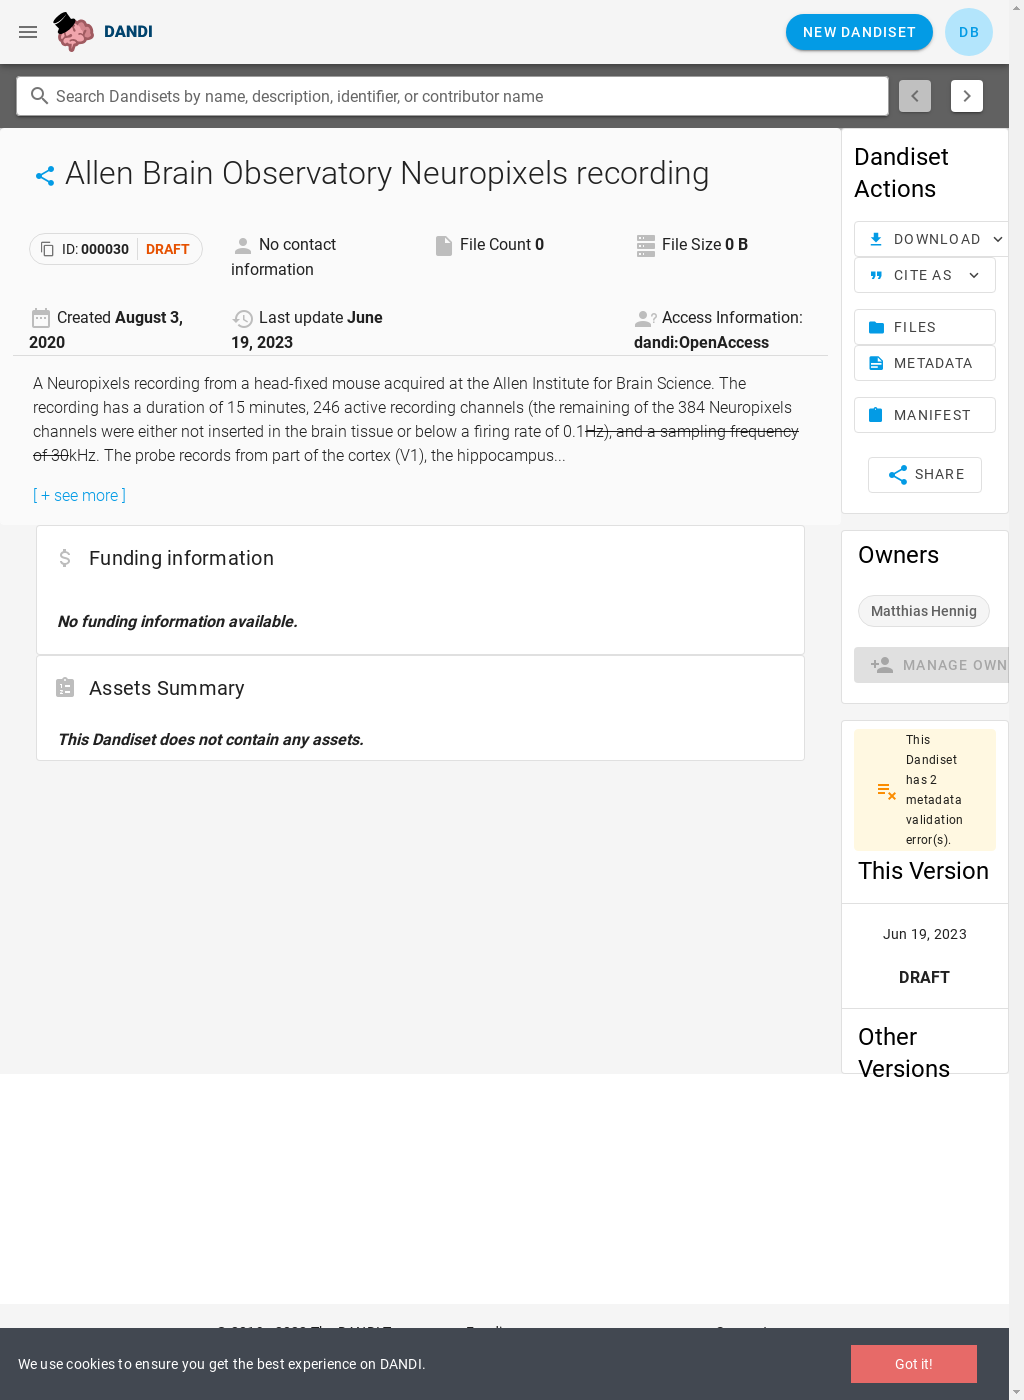 DANDI
NEW DANDISET
DB
Search Dandisets by name, description, identifier, or contributor name
Allen Brain Observatory Neuropixels recording
ID: 000030 DRAFT
No contact information
File Count 0
File Size 0 B
Created August 3, 2020
Last update June 19, 2023
Access Information: dandi:OpenAccess
A Neuropixels recording from a head-fixed mouse acquired at the Allen Institute for Brain Science. The
recording has a duration of 15 minutes, 246 active recording channels (the remaining of the 384 Neuropixels
channels were either not inserted in the brain tissue or below a firing rate of 0.1Hz), and a sampling frequency
of 30kHz. The probe records from part of the cortex (V1), the hippocampus...
[ + see more ]
Funding information
No funding information available.
Assets Summary
This Dandiset does not contain any assets.
Dandiset
Actions
DOWNLOAD
CITE AS
FILES
METADATA
MANIFEST
SHARE
Owners
Matthias Hennig
MANAGE OWN
This
Dandiset
has 2
metadata
validation
error(s).
This Version
Jun 19, 2023
DRAFT
Other
Versions
We use cookies to ensure you get the best experience on DANDI.
Got it!